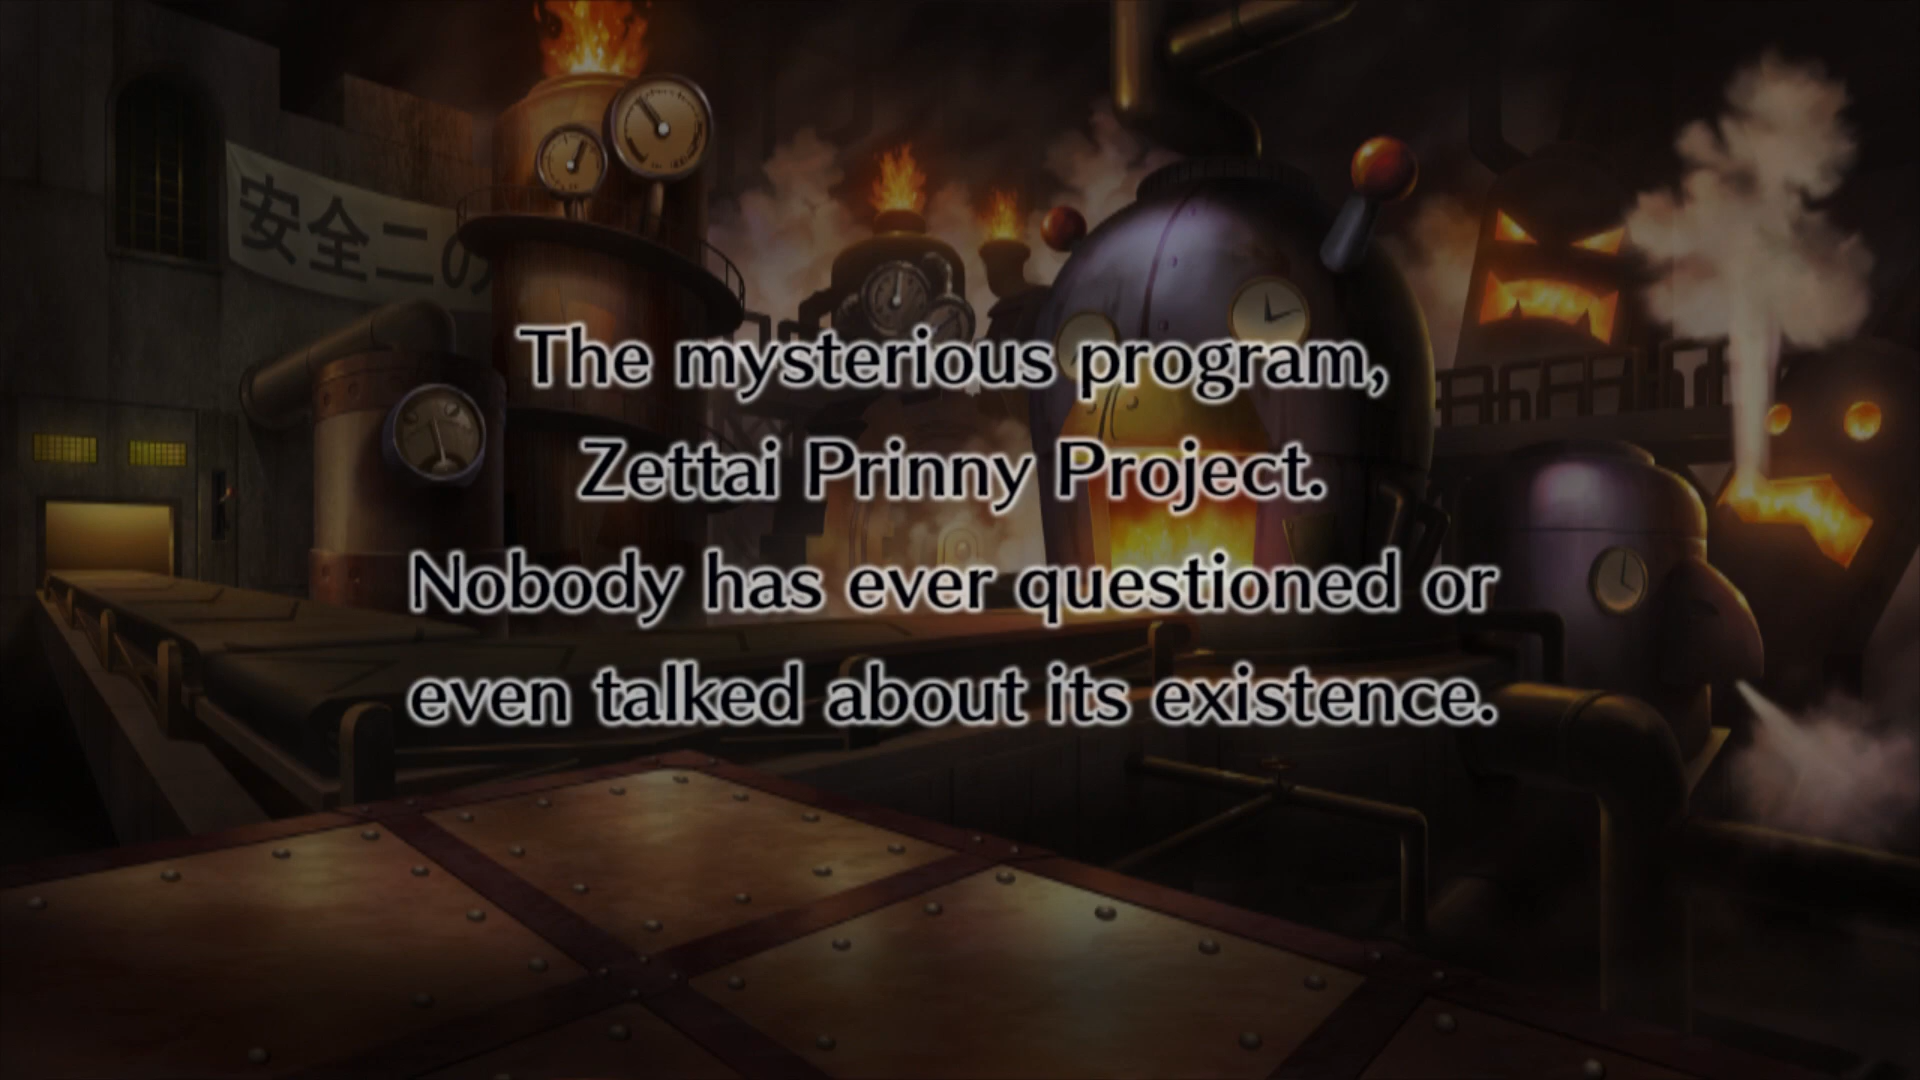 安全二の
The mysterious program,
Zettai Prinny Project.
Nobody has ever questioned or
even talked about its existence.